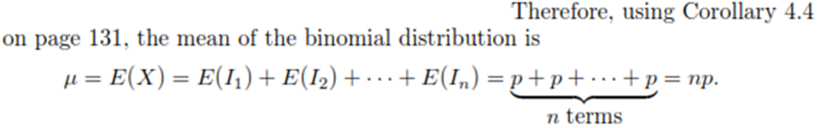 Therefore, using Corollary 4.4
on page 131, the mean of the binomial distribution is
μ = E(X) = E(I₁) + E(I₂) + ··· + E(Iₙ) = p + p + ··· + p = np.
n terms